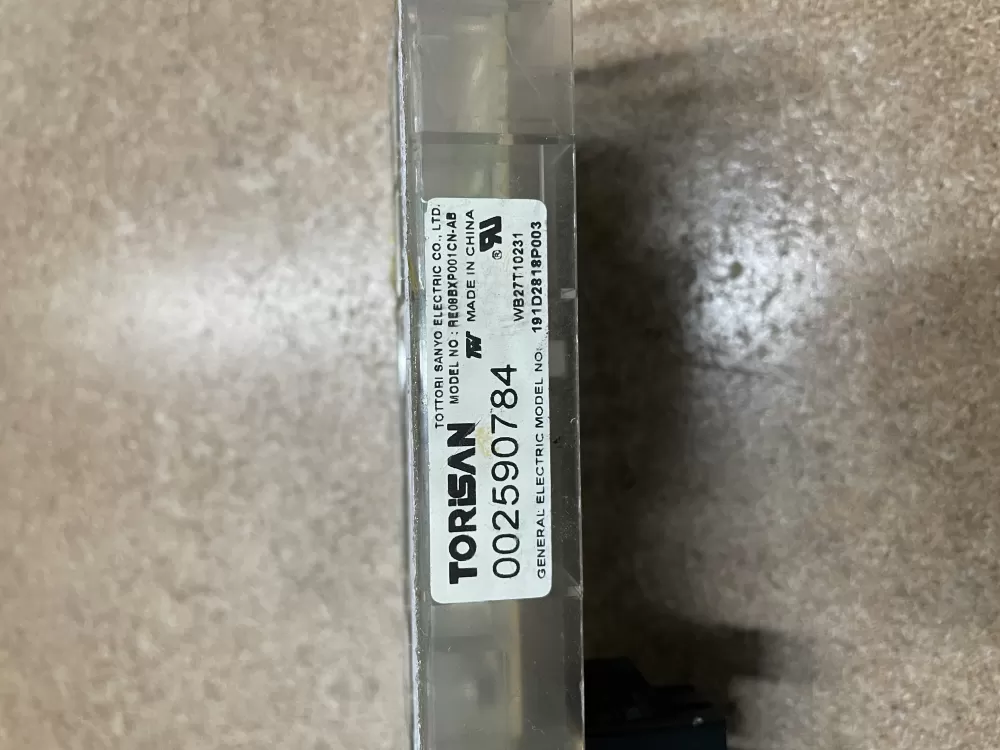 TOTTORI SANYO ELECTRIC CO., LTD.
TORiSAN MODEL NO : RE08BXP001CN-AB
MADE IN CHINA
002590784
WB27T10231
GENERAL ELECTRIC MODEL NO: 191D2818P003